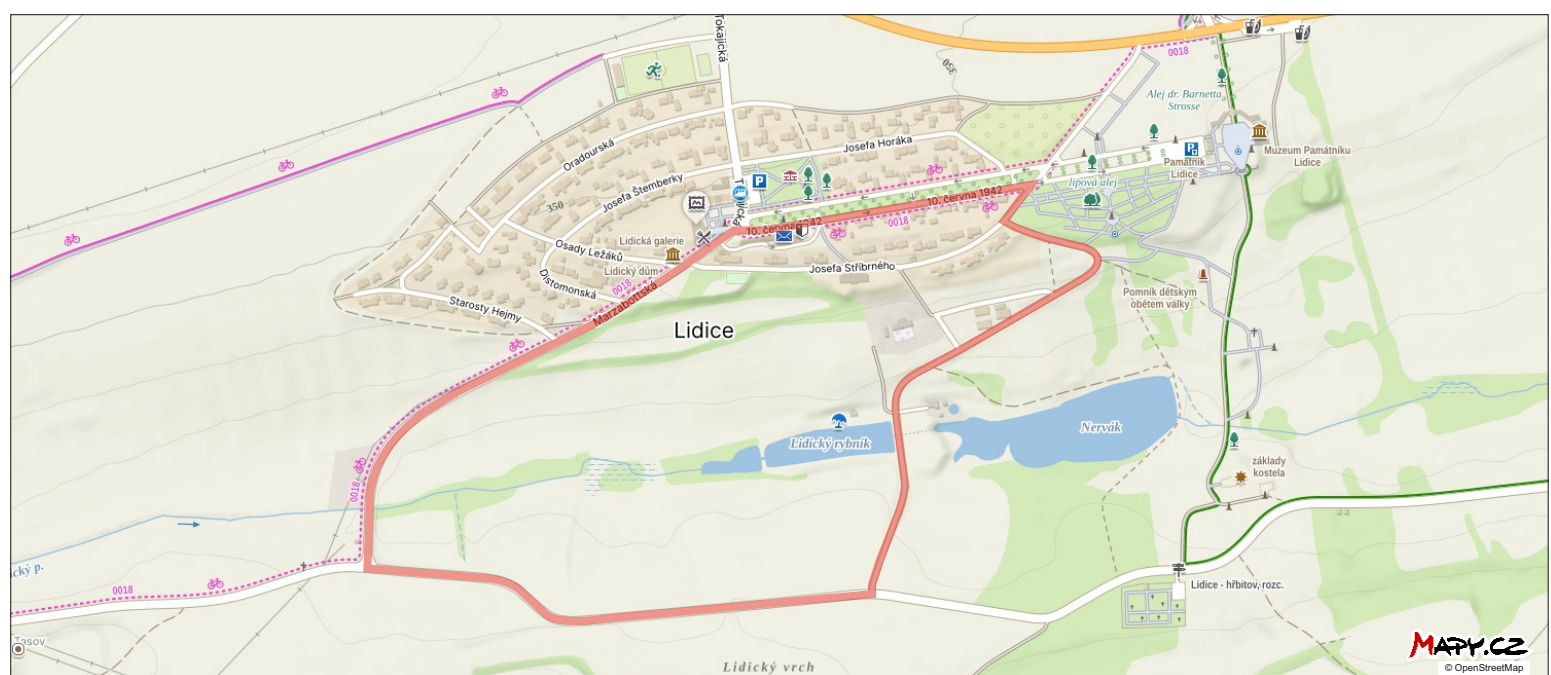 Tokajická
0018
350
Alej dr. Barnetta
Strosse
Oradourská
Josefa Horáka
Muzeum Památníku
Lidice
Památník
Lidice
P
lipová alej
Josefa Štemberky
350
10. června 1942
0018
10. června 1942
Lidická galerie
Osady Ležáků
Josefa Stříbrného
Lidický dům
Distomonská
0018
Marzabottská
Starosty Hejmy
Pomník dětským
obětem války
Lidice
Lidický rybník
Nervák
základy
kostela
0018
cký p.
0018
Lidice - hřbitov, rozc.
Tasov
Lidický vrch
MAPY.CZ
© OpenStreetMap